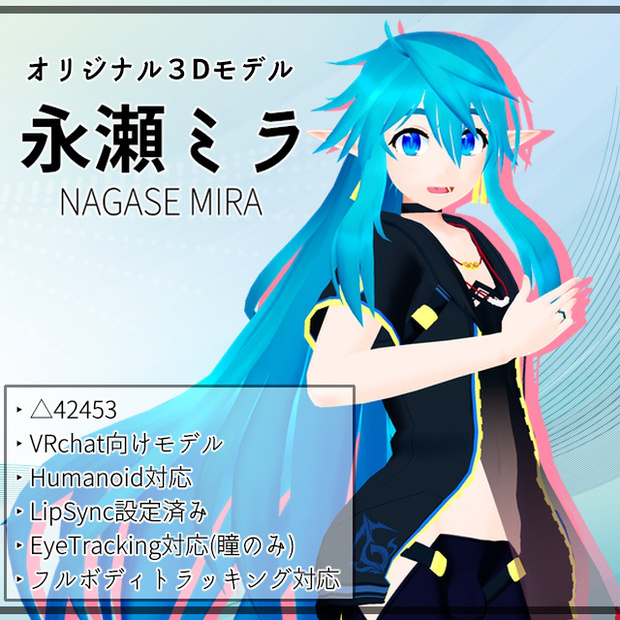 オリジナル３Dモデル
永瀬ミラ
NAGASE MIRA
‣ △42453
‣ VRchat向けモデル
‣ Humanoid対応
‣ LipSync設定済み
‣ EyeTracking対応(瞳のみ)
‣ フルボディトラッキング対応